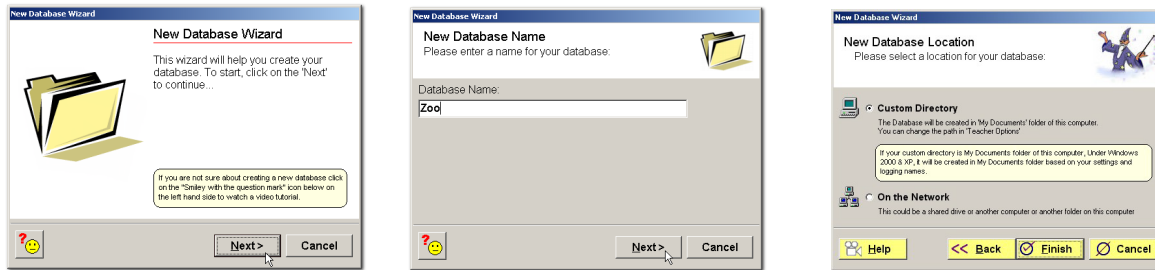 New Database Wizard
New Database Wizard
This wizard will help you create your
database. To start, click on the 'Next'
to continue...
If you are not sure about creating a new database click
on the "Smiley with the question mark" icon below on
the left hand side to watch a video tutorial.
?
Next >
Cancel
New Database Wizard
New Database Name
Please enter a name for your database:
Database Name:
Zoo
?
Next >
Cancel
New Database Wizard
New Database Location
Please select a location for your database:
Custom Directory
The Database will be created in 'My Documents' folder of this computer.
You can change the path in 'Teacher Options'
If your custom directory is My Documents folder of this computer, Under Windows
2000 & XP, it will be created in My Documents folder based on your settings and
logging names.
On the Network
This could be a shared drive or another computer or another folder on this computer
Help
<< Back
Finish
Cancel